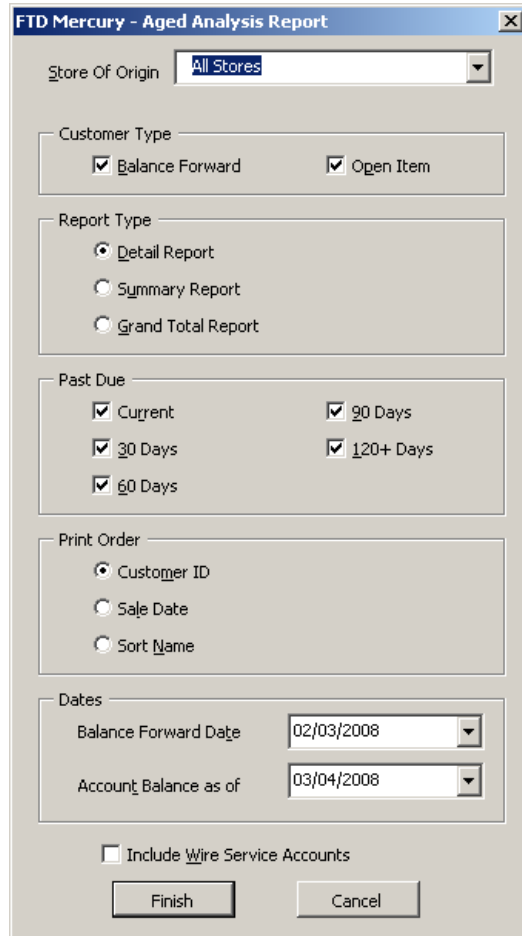 FTD Mercury - Aged Analysis Report
Store Of Origin All Stores
Customer Type
Balance Forward Open Item
Report Type
Detail Report
Summary Report
Grand Total Report
Past Due
Current 90 Days
30 Days 120+ Days
60 Days
Print Order
Customer ID
Sale Date
Sort Name
Dates
Balance Forward Date 02/03/2008
Account Balance as of 03/04/2008
Include Wire Service Accounts
Finish Cancel